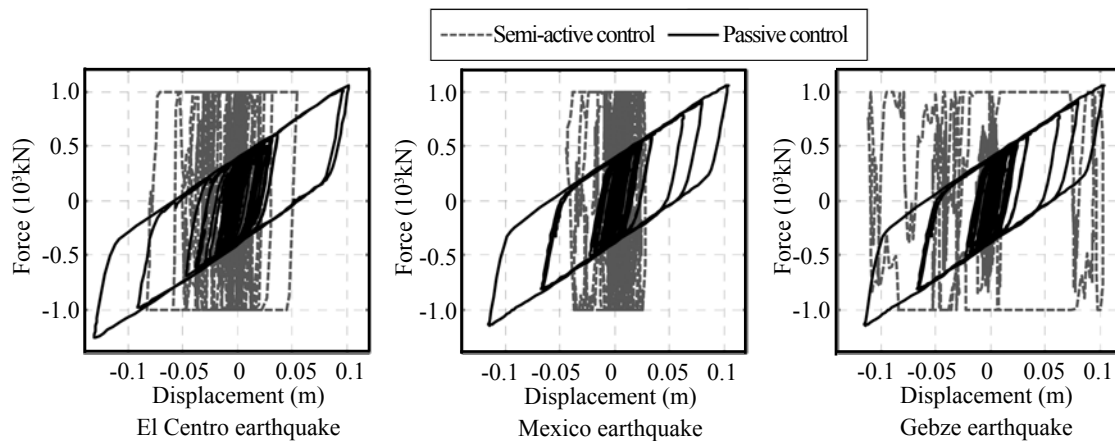 Semi-active control Passive control
Force (10³kN)
1.0
0.5
0
-0.5
-1.0
-0.1 -0.05 0 0.05 0.1
Displacement (m)
El Centro earthquake
Force (10³kN)
1.0
0.5
0
-0.5
-1.0
-0.1 -0.05 0 0.05 0.1
Displacement (m)
Mexico earthquake
Force (10³kN)
1.0
0.5
0
-0.5
-1.0
-0.1 -0.05 0 0.05 0.1
Displacement (m)
Gebze earthquake